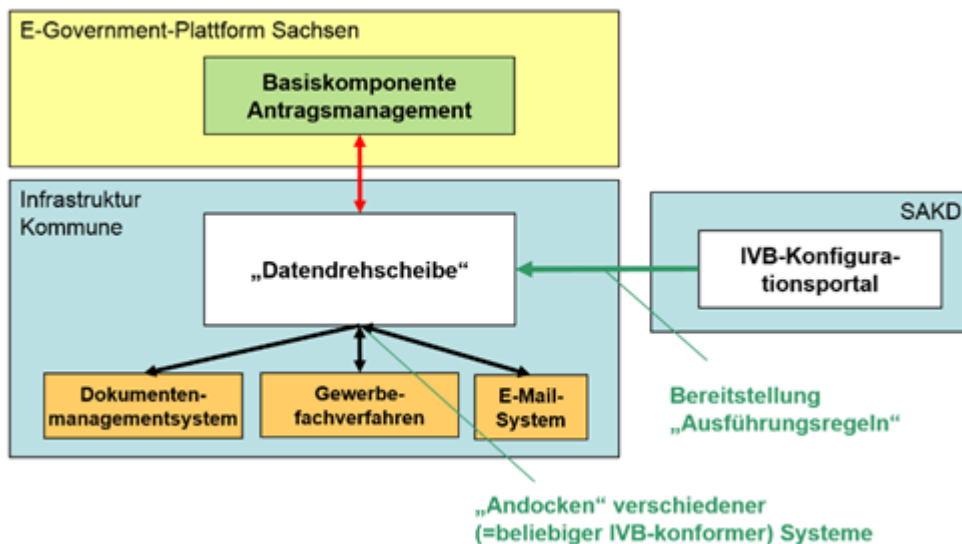 E-Government-Plattform Sachsen
Basiskomponente
Antragsmanagement
Infrastruktur
Kommune
„Datendrehscheibe“
SAKD
IVB-Konfigura-
tionsportal
Dokumenten-
managementsystem
Gewerbe-
fachverfahren
E-Mail-
System
Bereitstellung
„Ausführungsregeln“
„Andocken“ verschiedener
(=beliebiger IVB-konformer) Systeme